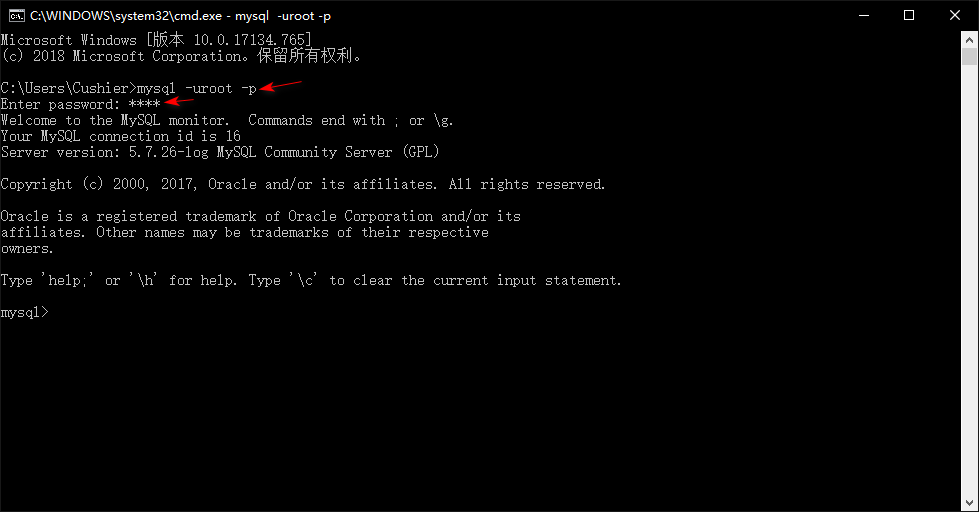 C:\WINDOWS\system32\cmd.exe - mysql  -uroot -p
Microsoft Windows [版本 10.0.17134.765]
(c) 2018 Microsoft Corporation。保留所有权利。
C:\Users\Cushier>mysql -uroot -p
Enter password: ****
Welcome to the MySQL monitor.  Commands end with ; or \g.
Your MySQL connection id is 16
Server version: 5.7.26-log MySQL Community Server (GPL)
Copyright (c) 2000, 2017, Oracle and/or its affiliates. All rights reserved.
Oracle is a registered trademark of Oracle Corporation and/or its
affiliates. Other names may be trademarks of their respective
owners.
Type 'help;' or '\h' for help. Type '\c' to clear the current input statement.
mysql>